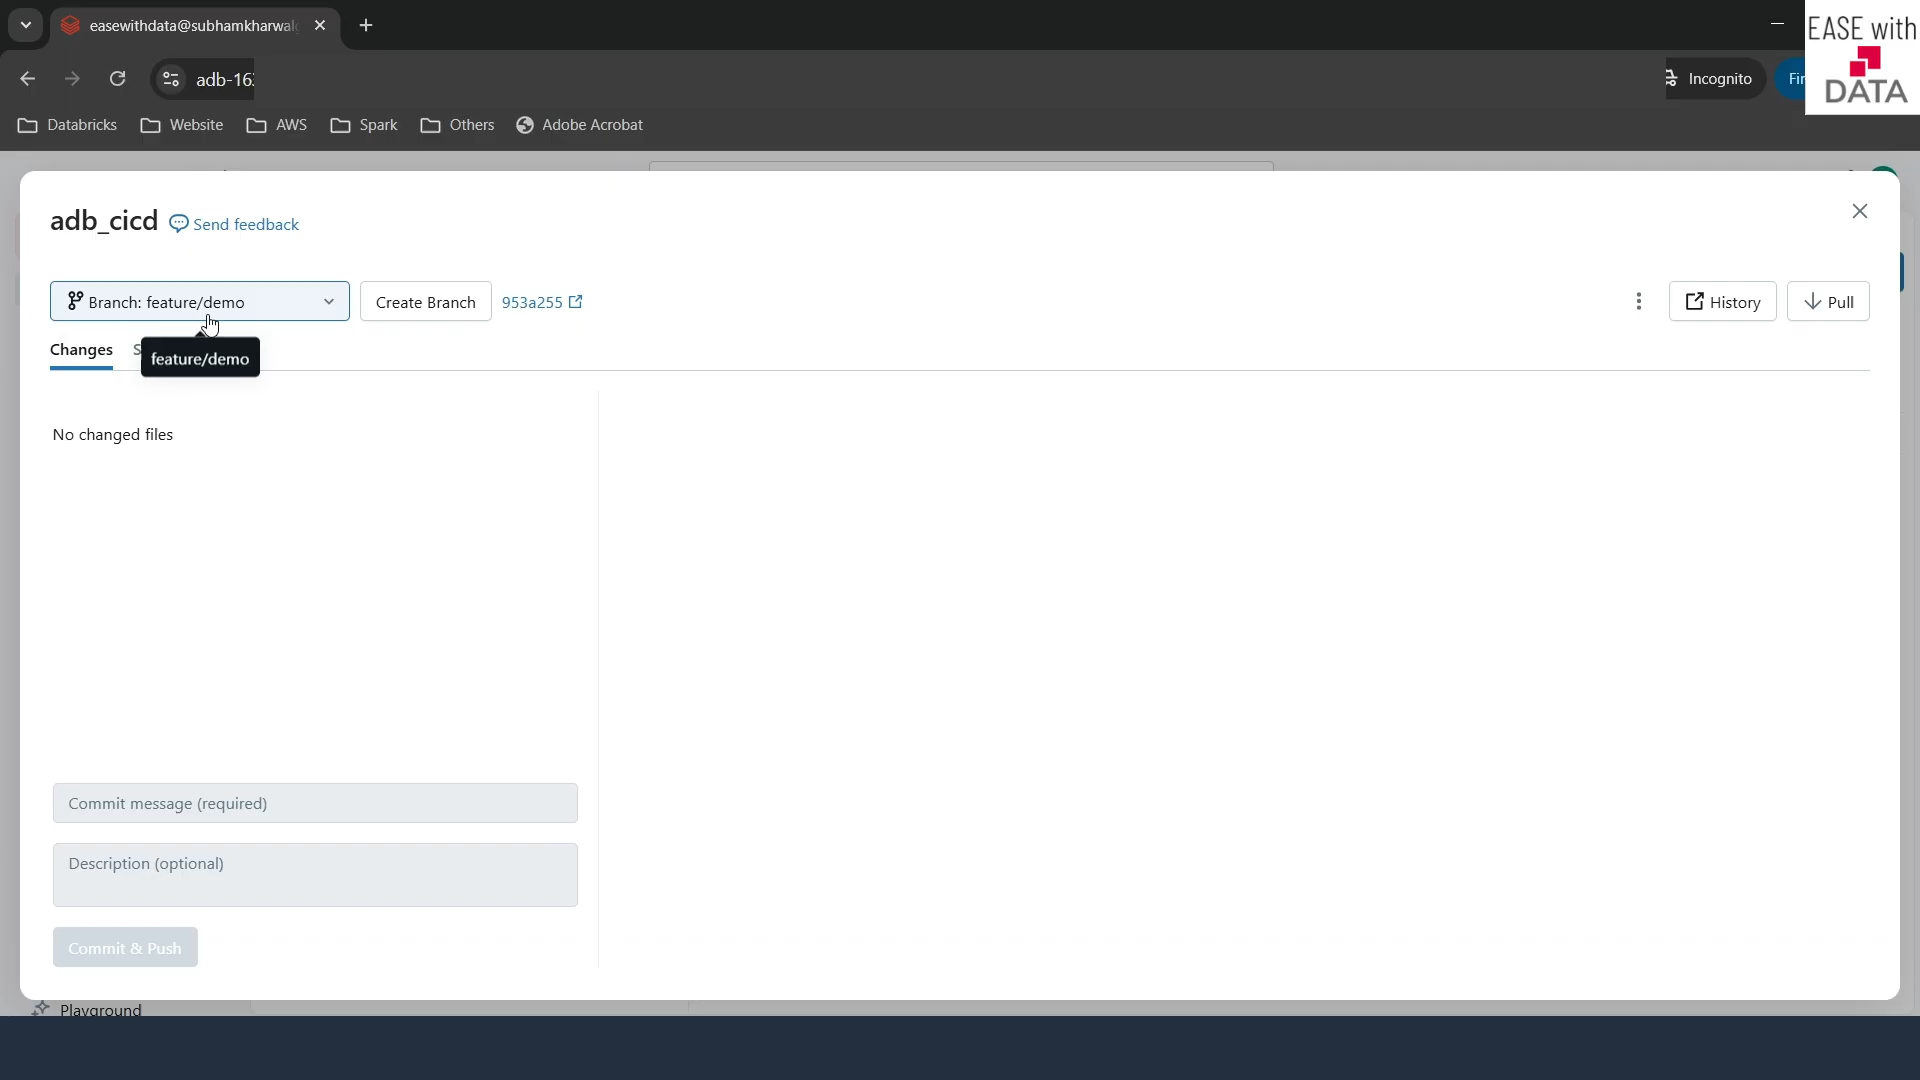 easewithdata@subhamkharwal
EASE with
DATA
adb-163
Incognito
Databricks
Website
AWS
Spark
Others
Adobe Acrobat
adb_cicd
Send feedback
Branch: feature/demo
Create Branch
953a255
History
Pull
Changes
feature/demo
No changed files
Commit message (required)
Description (optional)
Commit & Push
Playground